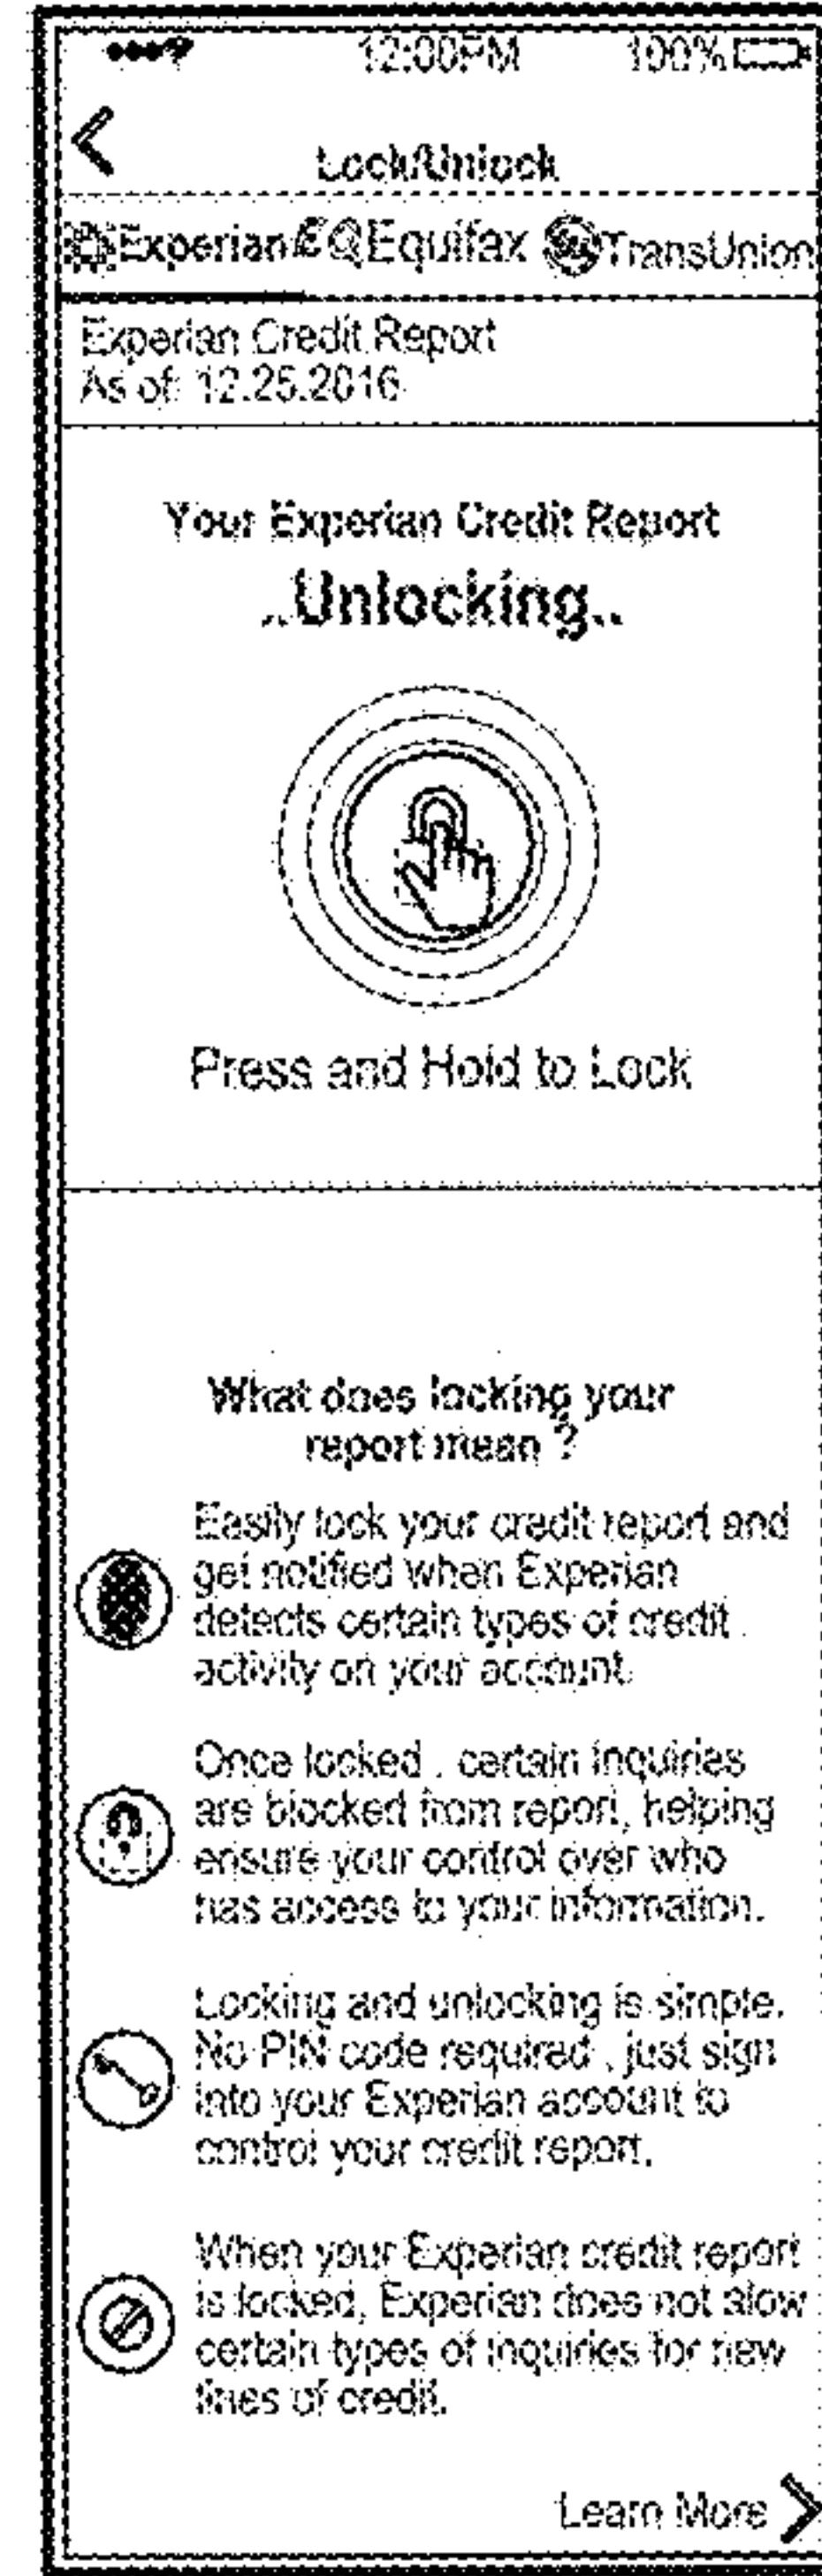 12:00PM 100%
Lock/Unlock
Experian Equifax TransUnion
Experian Credit Report
As of: 12.25.2016
Your Experian Credit Report
..Unlocking..
Press and Hold to Lock
What does locking your
report mean ?
Easily lock your credit report and
get notified when Experian
detects certain types of credit
activity on your account.
Once locked , certain inquiries
are blocked from report, helping
ensure your control over who
has access to your information.
Locking and unlocking is simple.
No PIN code required , just sign
into your Experian account to
control your credit report.
When your Experian credit report
is locked, Experian does not alow
certain types of inquiries for new
lines of credit.
Learn More